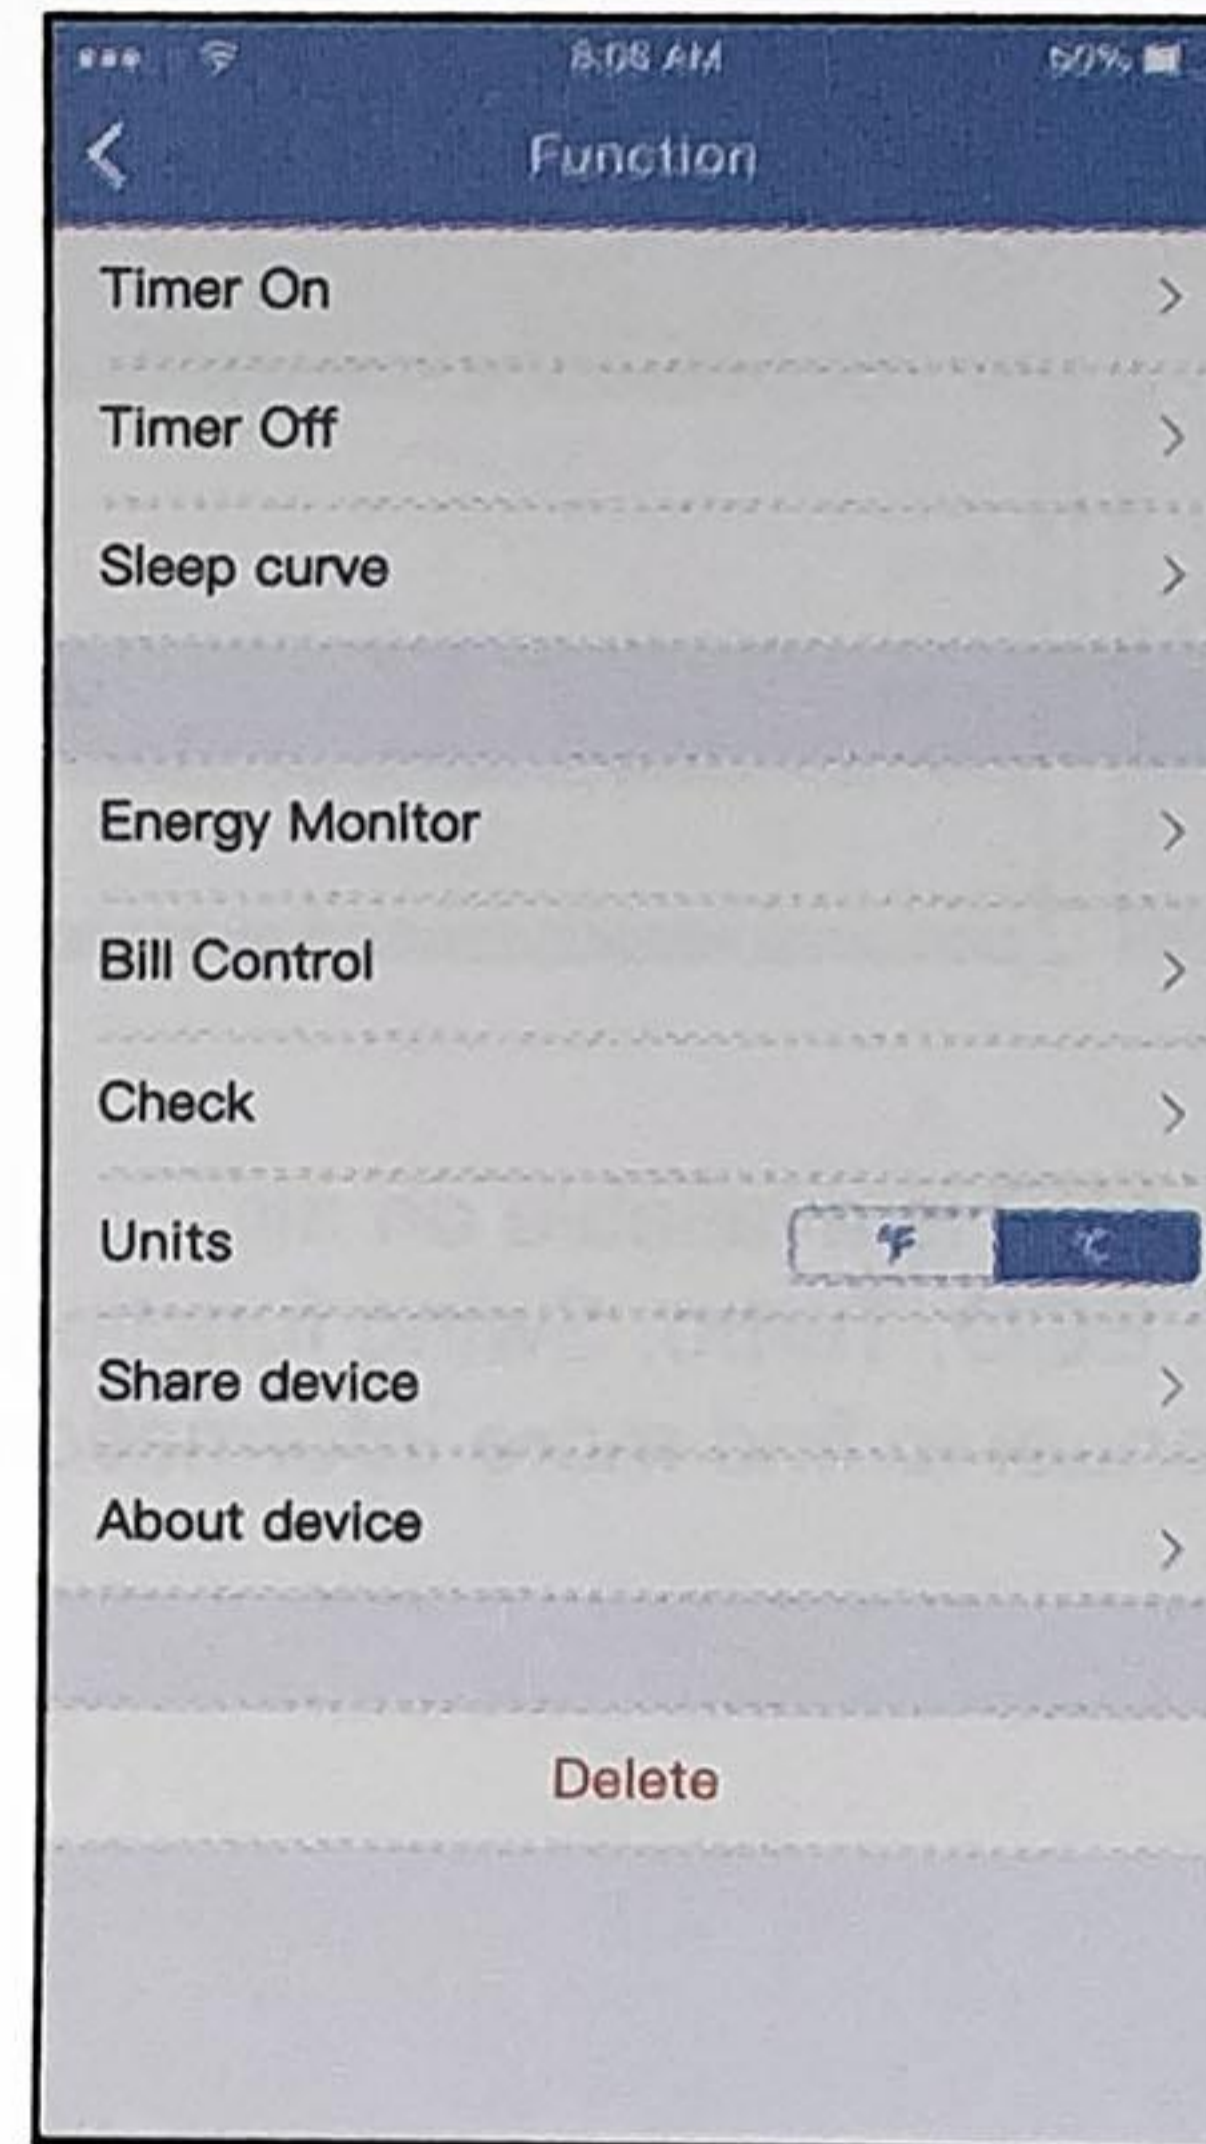 8:08 AM 60%
Function
Timer On
Timer Off
Sleep curve
Energy Monitor
Bill Control
Check
Units °F °C
Share device
About device
Delete